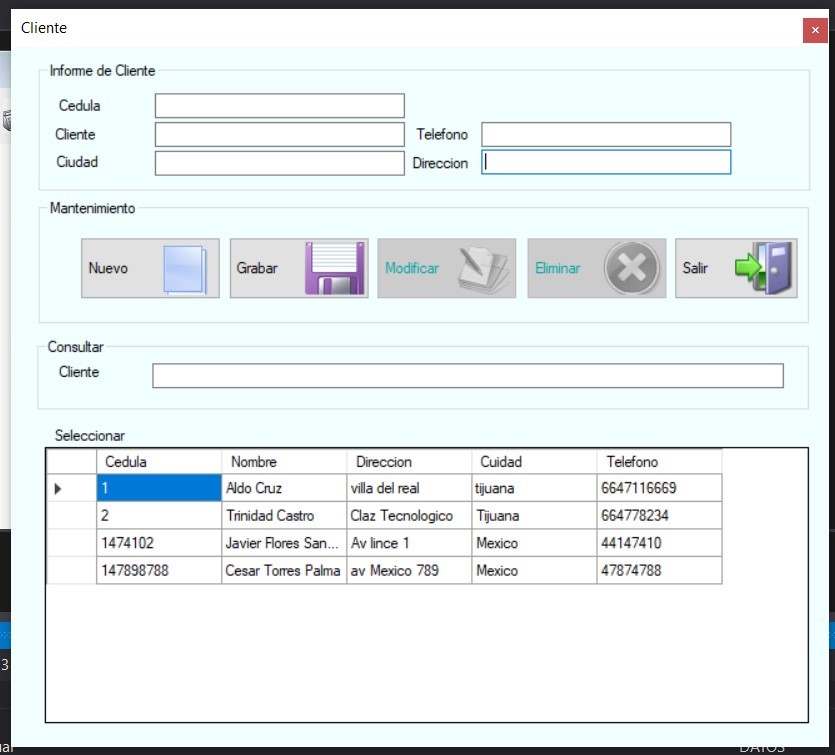 Cliente
Informe de Cliente
Cedula
Cliente Telefono
Ciudad Direccion
Mantenimiento
Nuevo Grabar Modificar Eliminar Salir
Consultar
Cliente
Seleccionar
Cedula Nombre Direccion Cuidad Telefono
1 Aldo Cruz villa del real tijuana 6647116669
2 Trinidad Castro Claz Tecnologico Tijuana 664778234
1474102 Javier Flores San... Av lince 1 Mexico 44147410
147898788 Cesar Torres Palma av Mexico 789 Mexico 47874788
3
DATOS